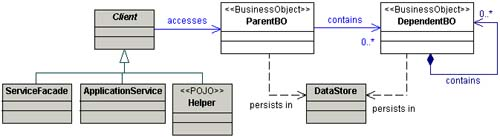 <<BusinessObject>>
<<BusinessObject>>
Client
accesses
ParentBO
contains
DependentBO
0..*
0..*
contains
<<POJO>>
ServiceFacade
ApplicationService
Helper
persists in
DataStore
persists in